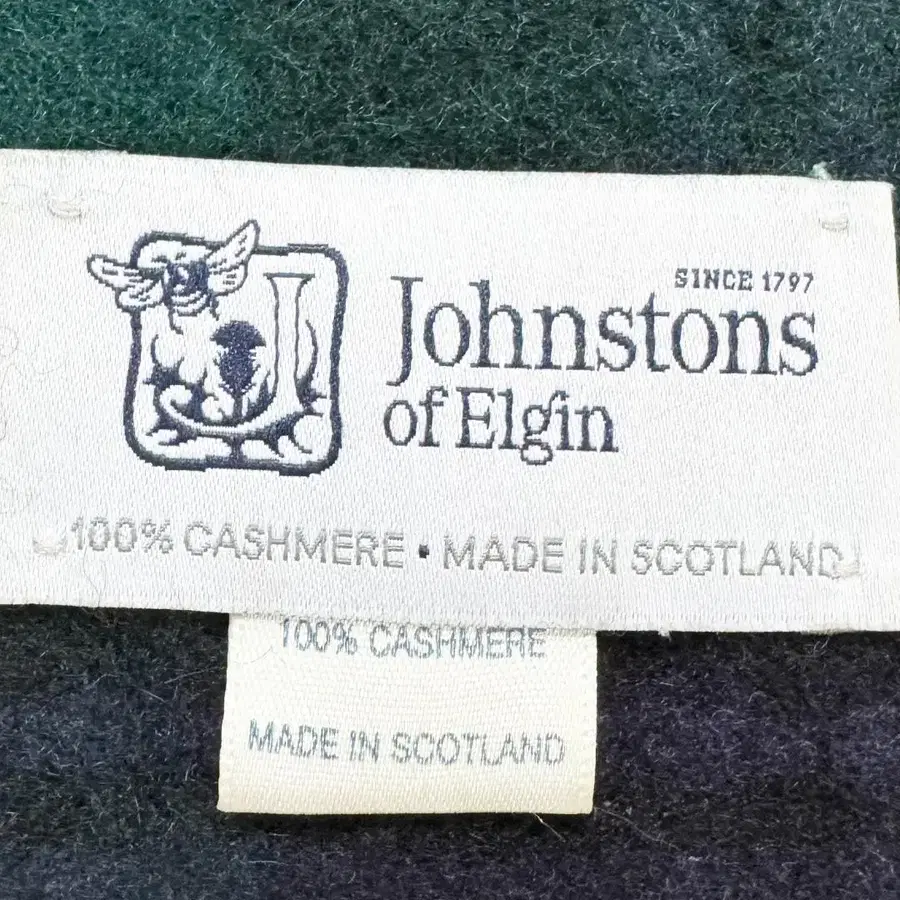 SINCE 1797
Johnstons
of Elgin
100% CASHMERE • MADE IN SCOTLAND
100% CASHMERE
MADE IN SCOTLAND